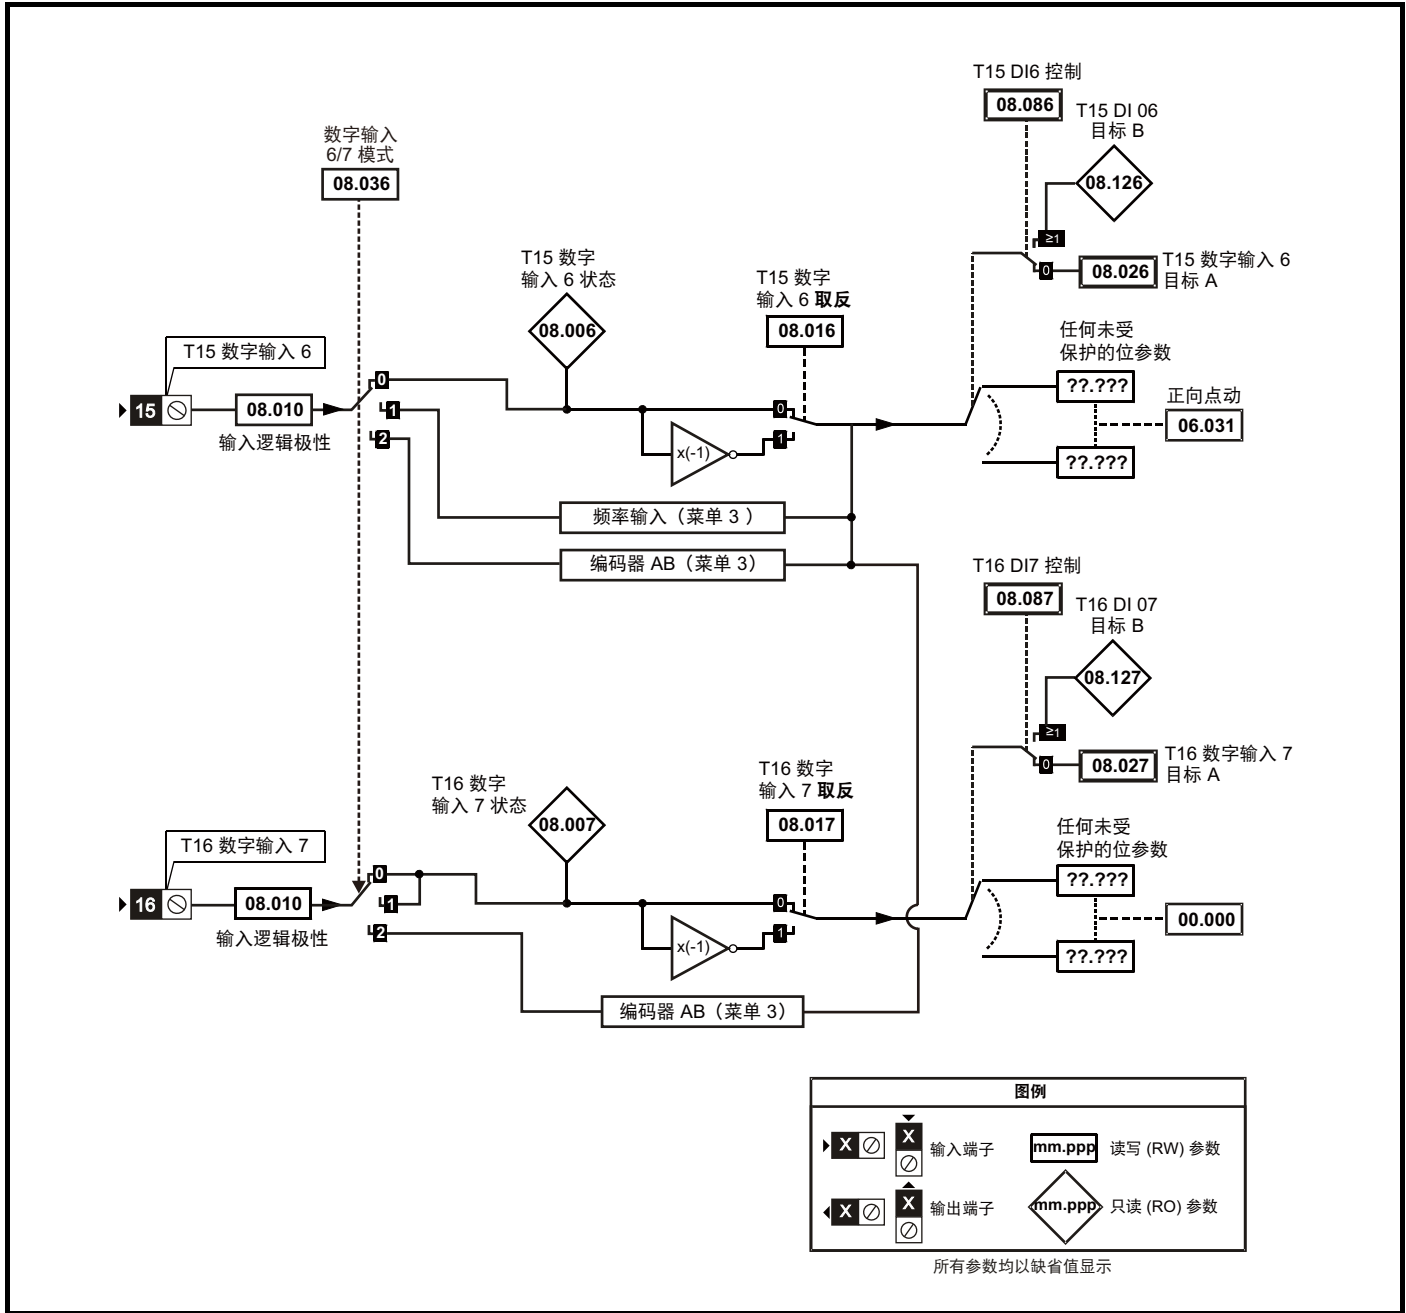 T15 DI6 控制
08.086
T15 DI 06
目标 B
08.126
数字输入
6/7 模式
08.036
≥1
0
08.026
T15 数字输入 6
目标 A
T15 数字
输入 6 状态
08.006
T15 数字
输入 6 取反
08.016
任何未受
保护的位参数
??.???
正向点动
06.031
??.???
T15 数字输入 6
15
08.010
输入逻辑极性
0
1
2
0
1
x(-1)
频率输入（菜单 3 ）
编码器 AB（菜单 3）
T16 DI7 控制
08.087
T16 DI 07
目标 B
08.127
≥1
0
08.027
T16 数字输入 7
目标 A
T16 数字
输入 7 状态
08.007
T16 数字
输入 7 取反
08.017
任何未受
保护的位参数
??.???
00.000
??.???
T16 数字输入 7
16
08.010
输入逻辑极性
0
1
2
0
1
x(-1)
编码器 AB（菜单 3）
图例
X
X
输入端子
mm.ppp
读写 (RW) 参数
X
X
输出端子
mm.ppp
只读 (RO) 参数
所有参数均以缺省值显示